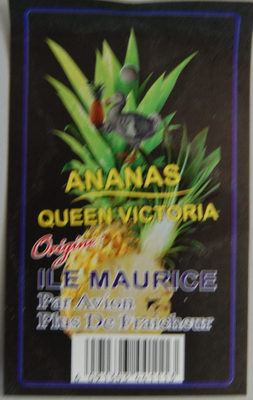 ANANAS
QUEEN VICTORIA
Origine:
ILE MAURICE
Par Avion
Plus De Fraicheur